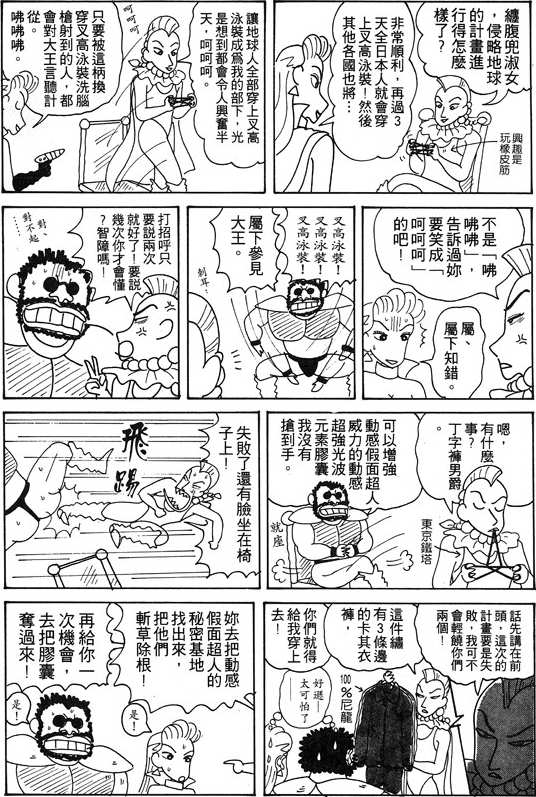 纏腹兜淑女
，侵略地球
的計畫進
行得怎麼
樣了？
興趣是
玩橡皮筋
非常順利，再過3
天全日本人就會穿
上叉高泳裝！然後
其他各國也將…
讓地球人全部穿上叉高
泳裝成為我的部下，光
是想到都會令人興奮半
天，呵呵呵呵。
呵呵
呵呵
只要被這柄換
穿叉高泳裝洗腦
槍射到的人，都
會對大王言聽計
從。
咈咈咈。
不是「咈
咈咈」，
告訴過妳
要笑成「
呵呵呵」
的吧！
屬下知錯。
叉高泳裝！
叉高泳裝！
叉高泳裝！
屬下參見
大王。
刺耳…
打招呼只
要說兩次
就好了！要說
幾次你才會懂
？智障嗎！
對、對
不起…
嗯，
有什麼
事？
丁字褲男爵
。
東京鐵塔
可以增強
動感假面超人
威力的動感
超強光波
元素膠囊
我沒有
搶到手。
就座
失敗了還有臉坐在椅
子上！
飛踢
話先講在前
頭，這次的
計畫要是失
敗，我可不
會輕饒你們
兩個！
這件繡
有3條邊
的卡其衣
褲，
100%尼龍
你們就得
給我穿上
去！
好遜—
太可怕了
妳去把動感
假面超人的
秘密基地
找出來，
把他們
斬草除根！
是！
再給你一
次機會，
去把膠囊
奪過來！
是！